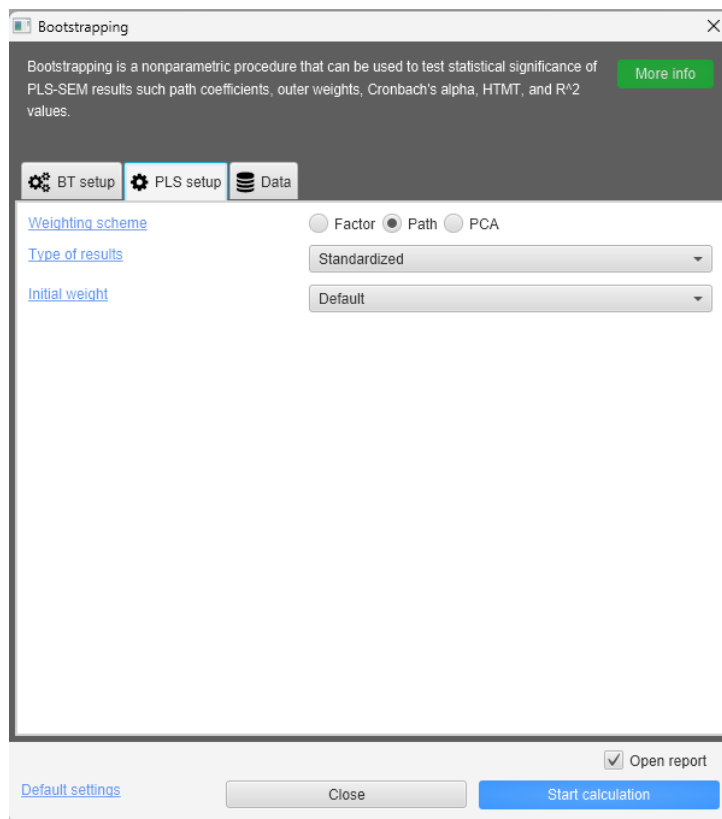 Bootstrapping
Bootstrapping is a nonparametric procedure that can be used to test statistical significance of
PLS-SEM results such path coefficients, outer weights, Cronbach's alpha, HTMT, and R^2
values.
More info
BT setup PLS setup Data
Weighting scheme Factor Path PCA
Type of results Standardized
Initial weight Default
Open report
Default settings Close Start calculation